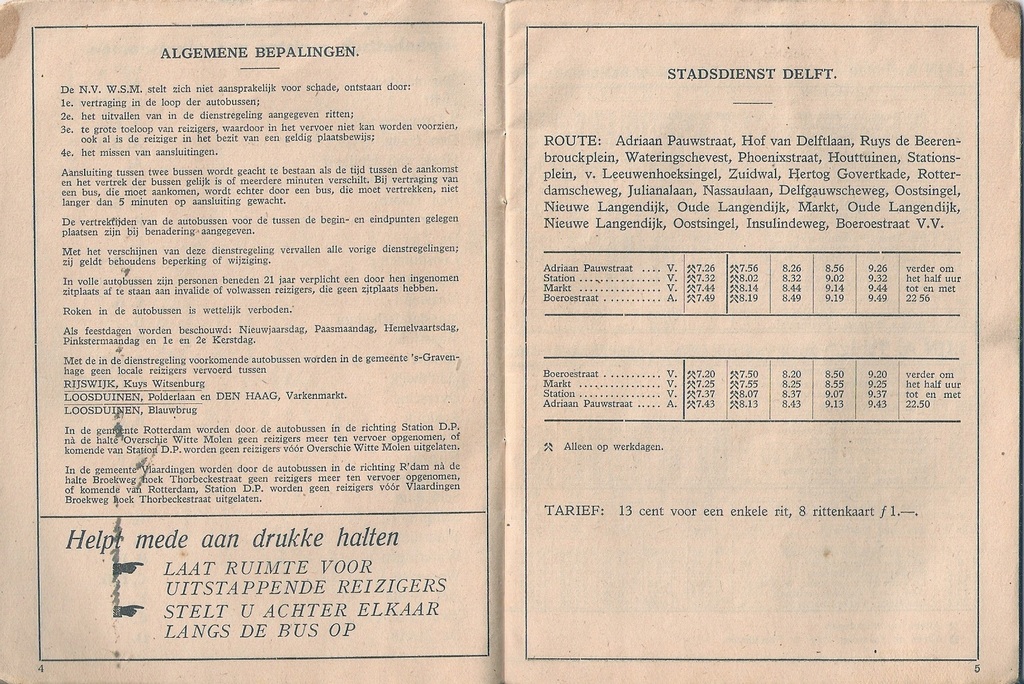 ALGEMENE BEPALINGEN.
De N.V. W.S.M. stelt zich niet aansprakelijk voor schade, ontstaan door:
1e. vertraging in de loop der autobussen;
2e. het uitvallen van in de dienstregeling aangegeven ritten;
3e. te grote toeloop van reizigers, waardoor in het vervoer niet kan worden voorzien,
ook al is de reiziger in het bezit van een geldig plaatsbewijs;
4e. het missen van aansluitingen.
Aansluiting tussen twee bussen wordt geacht te bestaan als de tijd tussen de aankomst
en het vertrek der bussen gelijk is of meerdere minuten verschilt. Bij vertraging van
een bus, die moet aankomen, wordt echter door een bus, die moet vertrekken, niet
langer dan 5 minuten op aansluiting gewacht.
De vertrektijden van de autobussen voor de tussen de begin- en eindpunten gelegen
plaatsen zijn bij benadering aangegeven.
Met het verschijnen van deze dienstregeling vervallen alle vorige dienstregelingen;
zij geldt behoudens beperking of wijziging.
In volle autobussen zijn personen beneden 21 jaar verplicht een door hen ingenomen
zitplaats af te staan aan invalide of volwassen reizigers, die geen zitplaats hebben.
Roken in de autobussen is wettelijk verboden.
Als feestdagen worden beschouwd: Nieuwjaarsdag, Paasmaandag, Hemelvaartsdag,
Pinkstermaandag en 1e en 2e Kerstdag.
Met de in de dienstregeling voorkomende autobussen worden in de gemeente 's-Graven-
hage geen locale reizigers vervoerd tussen
RIJSWIJK, Kuys Witsenburg
LOOSDUINEN, Polderlaan en DEN HAAG, Varkenmarkt.
LOOSDUINEN, Blauwbrug
In de gemeente Rotterdam worden door de autobussen in de richting Station D.P.
nà de halte Overschie Witte Molen geen reizigers meer ten vervoer opgenomen, of
komende van Station D.P. worden geen reizigers vóór Overschie Witte Molen uitgelaten.
In de gemeente Vlaardingen worden door de autobussen in de richting R'dam nà de
halte Broekweg hoek Thorbeckestraat geen reizigers meer ten vervoer opgenomen,
of komende van Rotterdam, Station D.P. worden geen reizigers vóór Vlaardingen
Broekweg hoek Thorbeckestraat uitgelaten.
Helpt mede aan drukke halten
LAAT RUIMTE VOOR
UITSTAPPENDE REIZIGERS
STELT U ACHTER ELKAAR
LANGS DE BUS OP
4
STADSDIENST DELFT.
ROUTE: Adriaan Pauwstraat, Hof van Delftlaan, Ruys de Beeren-
brouckplein, Wateringschevest, Phoenixstraat, Houttuinen, Stations-
plein, v. Leeuwenhoeksingel, Zuidwal, Hertog Govertkade, Rotter-
damscheweg, Julianalaan, Nassaulaan, Delfgauwscheweg, Oostsingel,
Nieuwe Langendijk, Oude Langendijk, Markt, Oude Langendijk,
Nieuwe Langendijk, Oostsingel, Insulindeweg, Boeroestraat V.V.
Adriaan Pauwstraat .... V. ⚒7.26 ⚒7.56 8.26 8.56 9.26 verder om
Station ............... V. ⚒7.32 ⚒8.02 8.32 9.02 9.32 het half uur
Markt ................. V. ⚒7.44 ⚒8.14 8.44 9.14 9.44 tot en met
Boeroestraat ........... A. ⚒7.49 ⚒8.19 8.49 9.19 9.49 22 56
Boeroestraat ........... V. ⚒7.20 ⚒7.50 8.20 8.50 9.20 verder om
Markt ................. V. ⚒7.25 ⚒7.55 8.25 8.55 9.25 het half uur
Station ............... V. ⚒7.37 ⚒8.07 8.37 9.07 9.37 tot en met
Adriaan Pauwstraat .... A. ⚒7.43 ⚒8.13 8.43 9.13 9.43 22.50
⚒ Alleen op werkdagen.
TARIEF: 13 cent voor een enkele rit, 8 rittenkaart ƒ 1.—.
5